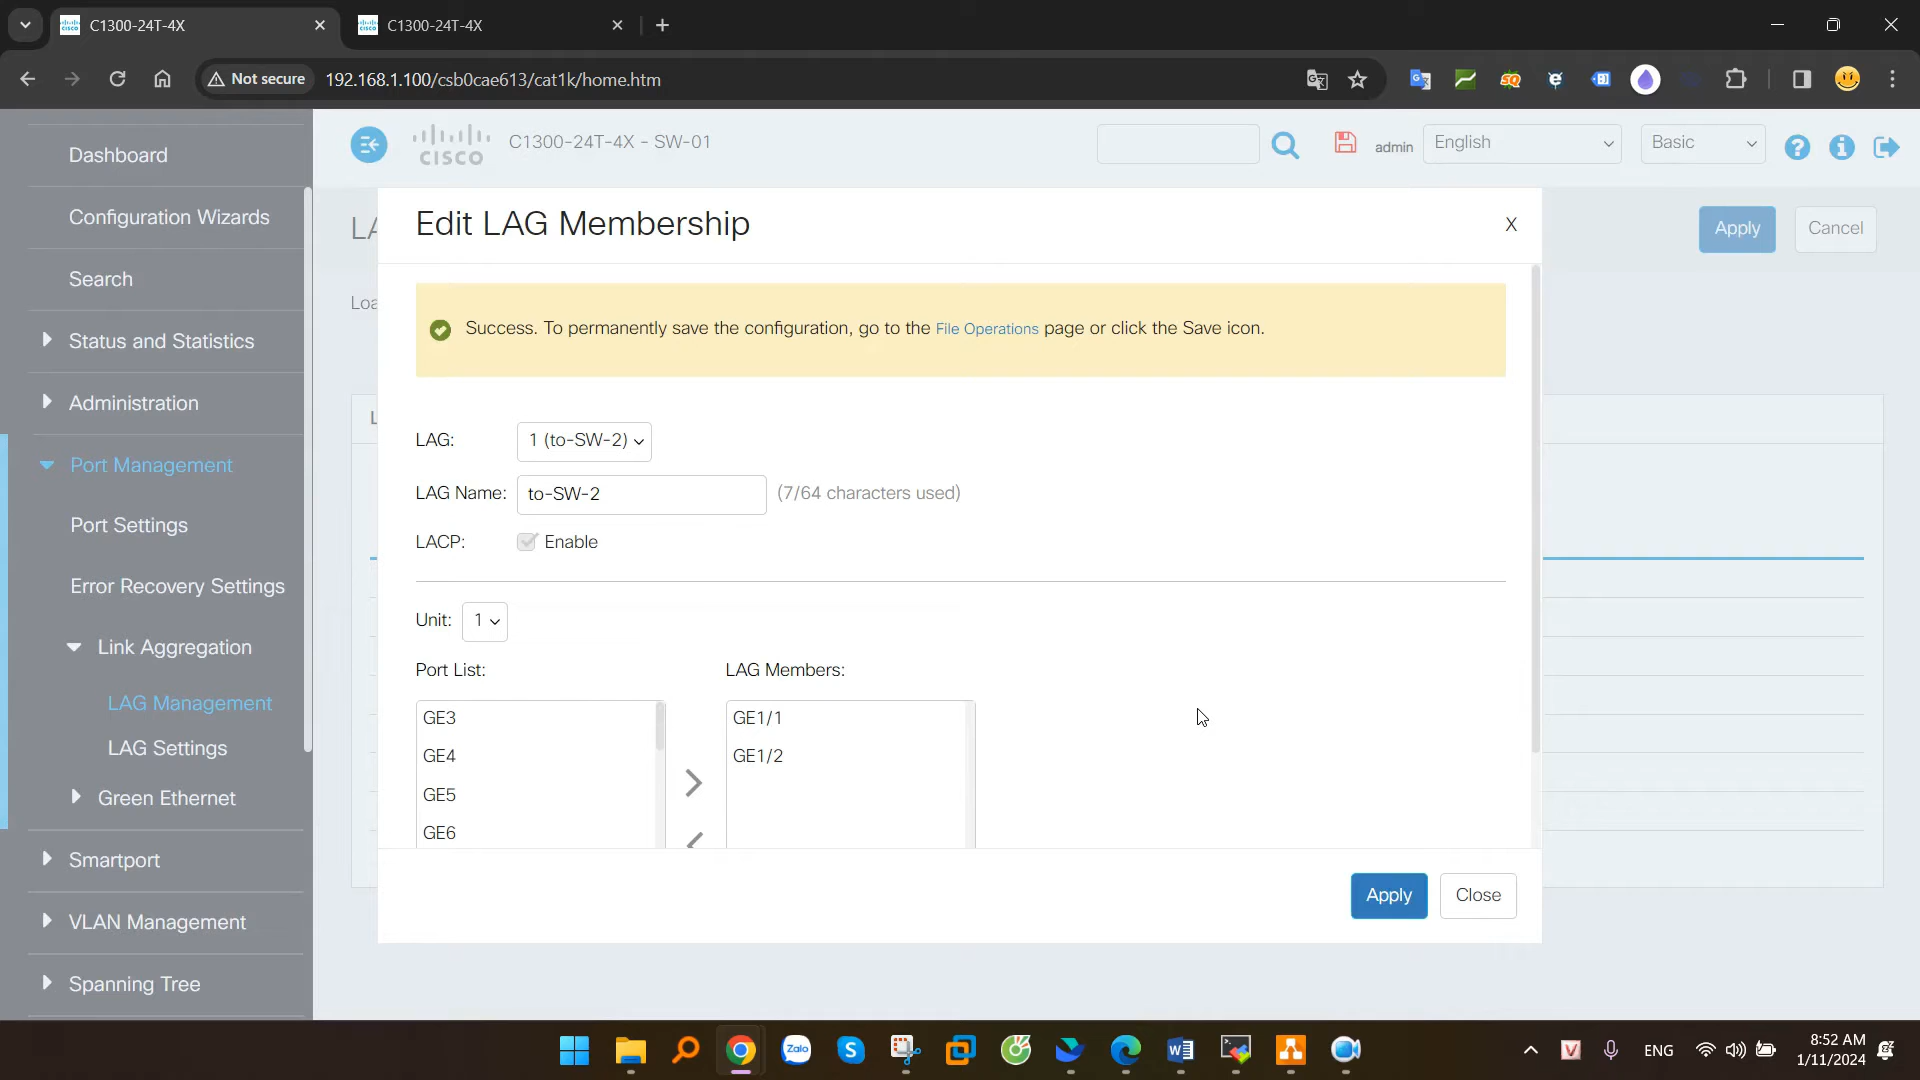 C1300-24T-4X
C1300-24T-4X
Not secure
192.168.1.100/csb0cae613/cat1k/home.htm
CISCO
C1300-24T-4X - SW-01
admin
English
Basic
Dashboard
Configuration Wizards
Search
Status and Statistics
Administration
Port Management
Port Settings
Error Recovery Settings
Link Aggregation
LAG Management
LAG Settings
Green Ethernet
Smartport
VLAN Management
Spanning Tree
LA
Apply
Cancel
Loa
L
Edit LAG Membership
X
Success. To permanently save the configuration, go to the File Operations page or click the Save icon.
LAG:
1 (to-SW-2)
LAG Name:
to-SW-2
(7/64 characters used)
LACP:
Enable
Unit:
1
Port List:
LAG Members:
GE3
GE4
GE5
GE6
GE1/1
GE1/2
Apply
Close
Zalo
ENG
8:52 AM
1/11/2024